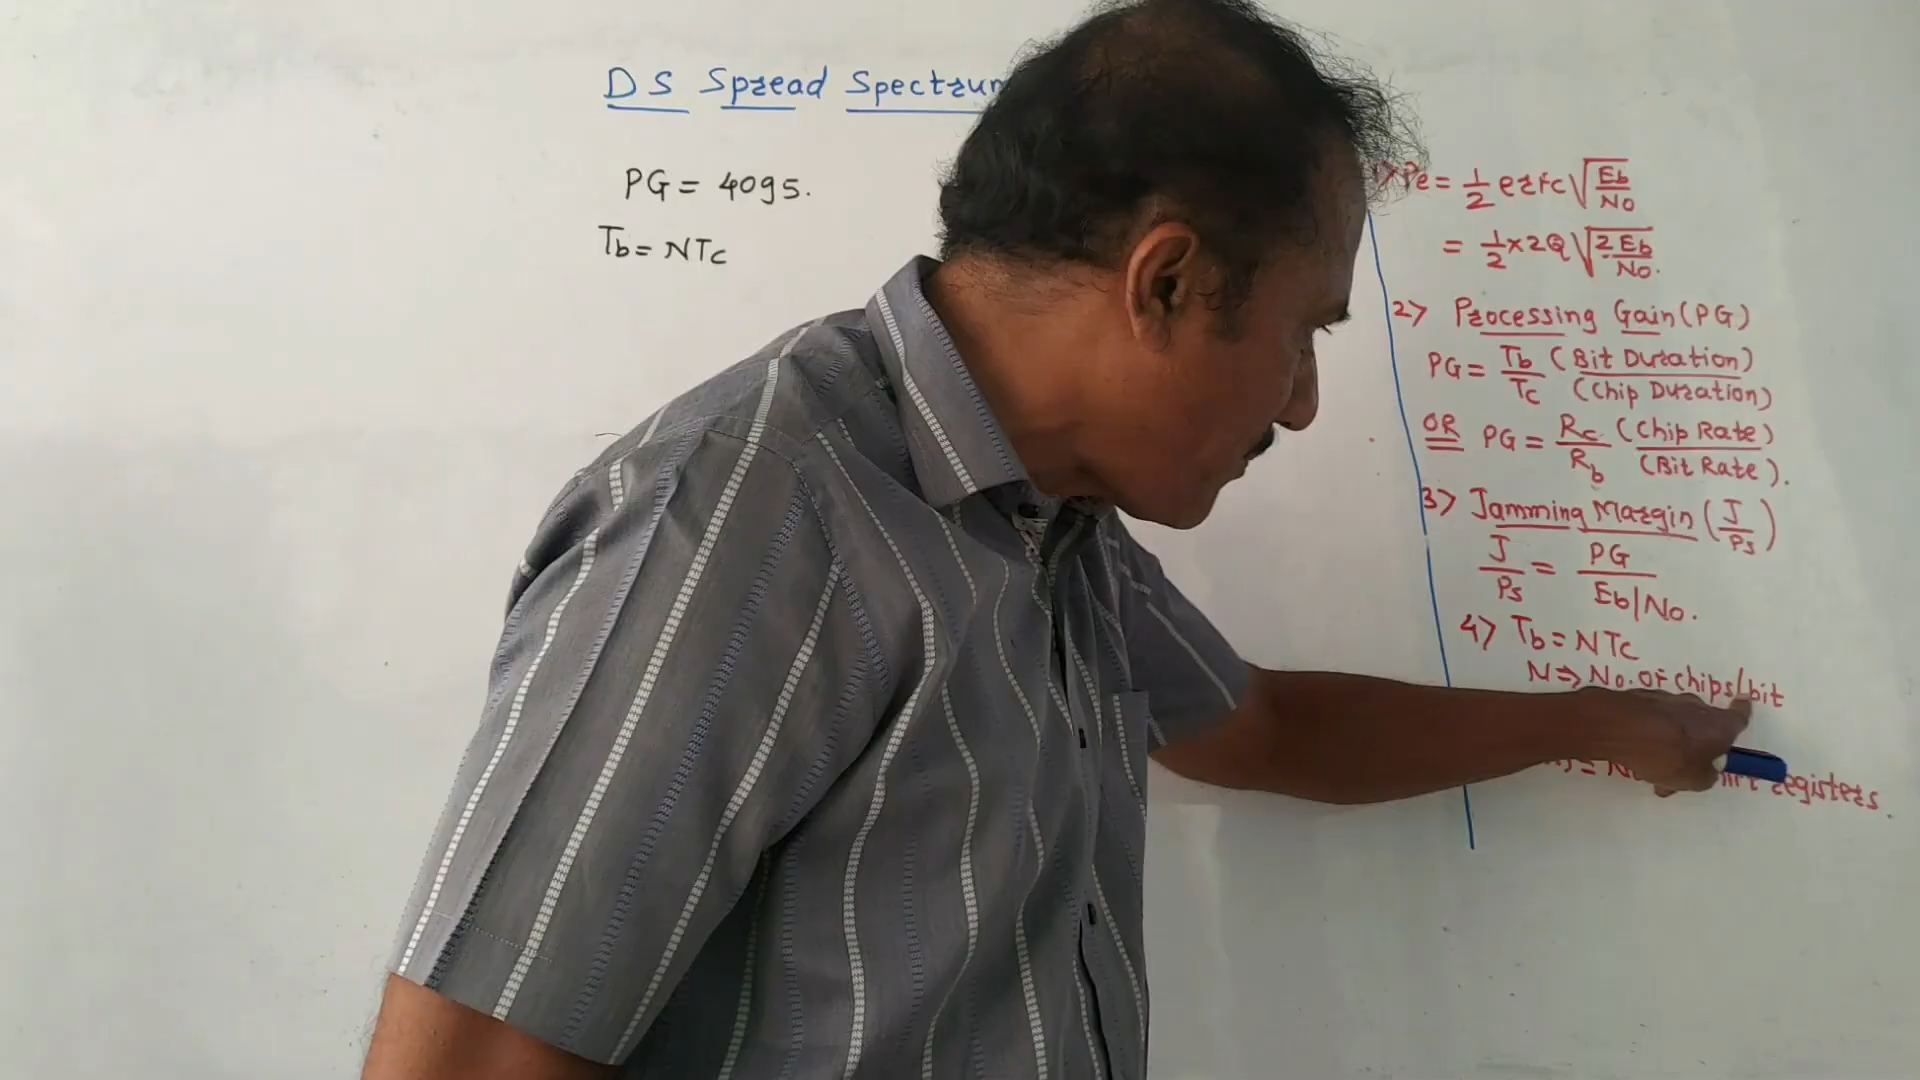 DS Spread Spectrum
PG = 4095.
Tb = NTc
Pe = 1/2 erfc √(Eb/No)
= 1/2 × 2Q √(2Eb/No).
2) Processing Gain (PG)
PG = Tb (Bit Duration) / Tc (Chip Duration)
OR PG = Rc (Chip Rate) / Rb (Bit Rate).
3) Jamming Margin (J/Ps)
J/Ps = PG / Eb|No.
4) Tb = NTc
N ⇒ No. of chips/bit
registers